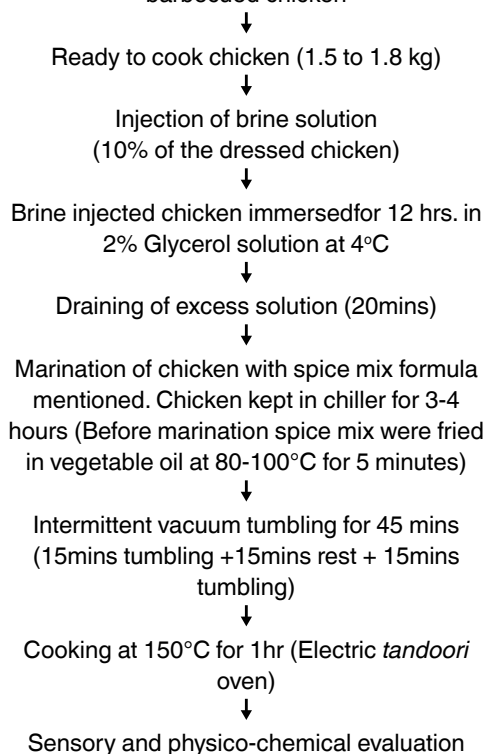 barbecued chicken
Ready to cook chicken (1.5 to 1.8 kg)
Injection of brine solution
(10% of the dressed chicken)
Brine injected chicken immersedfor 12 hrs. in
2% Glycerol solution at 4°C
Draining of excess solution (20mins)
Marination of chicken with spice mix formula
mentioned. Chicken kept in chiller for 3-4
hours (Before marination spice mix were fried
in vegetable oil at 80-100°C for 5 minutes)
Intermittent vacuum tumbling for 45 mins
(15mins tumbling +15mins rest + 15mins
tumbling)
Cooking at 150°C for 1hr (Electric tandoori
oven)
Sensory and physico-chemical evaluation